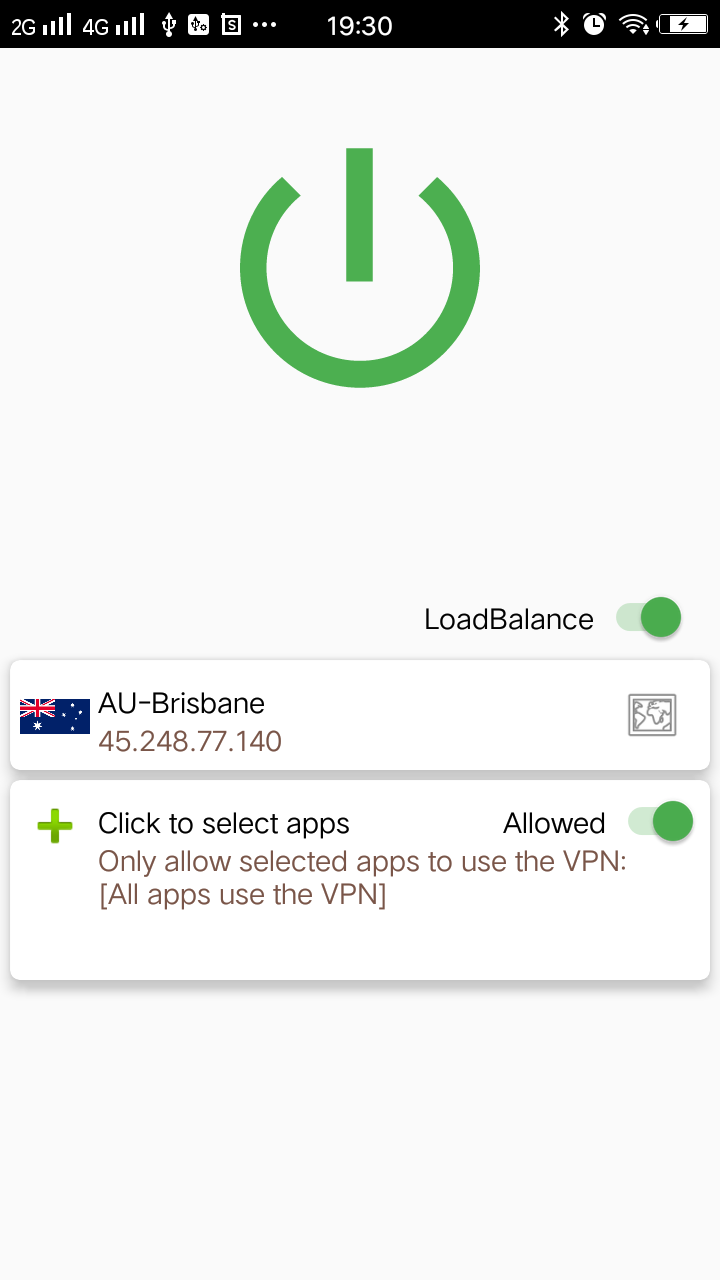 2G 4G 19:30
LoadBalance
AU-Brisbane
45.248.77.140
Click to select apps Allowed
Only allow selected apps to use the VPN:
[All apps use the VPN]